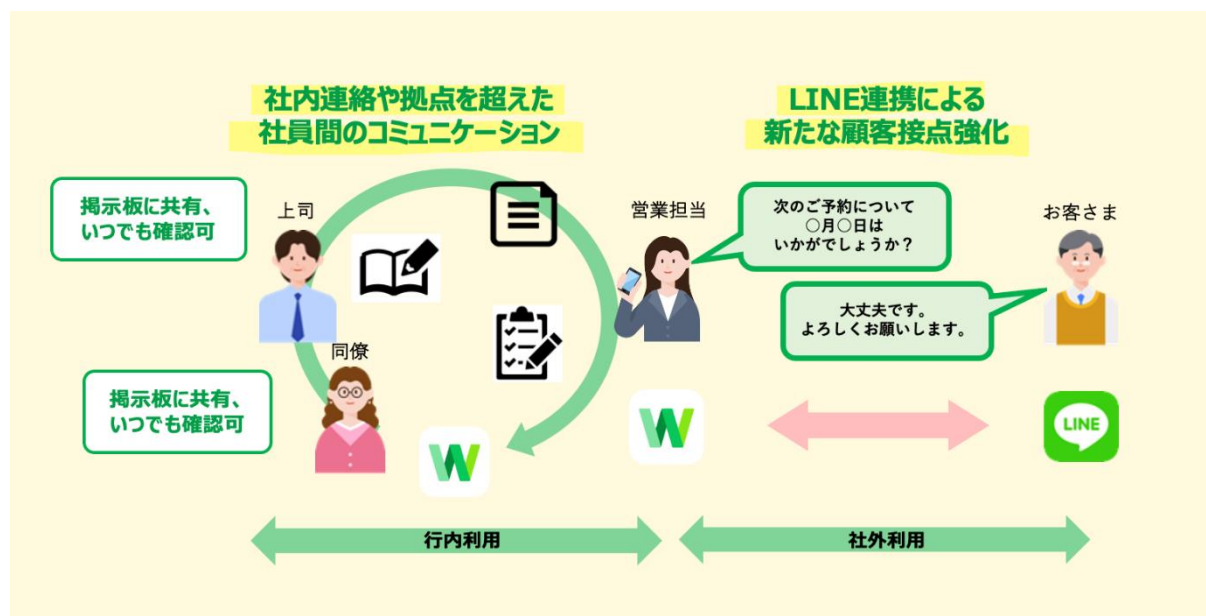 社内連絡や拠点を超えた
社員間のコミュニケーション
LINE連携による
新たな顧客接点強化
掲示板に共有、
いつでも確認可
上司
営業担当
次のご予約について
○月○日は
いかがでしょうか？
お客さま
大丈夫です。
よろしくお願いします。
同僚
掲示板に共有、
いつでも確認可
W
W
LINE
行内利用
社外利用